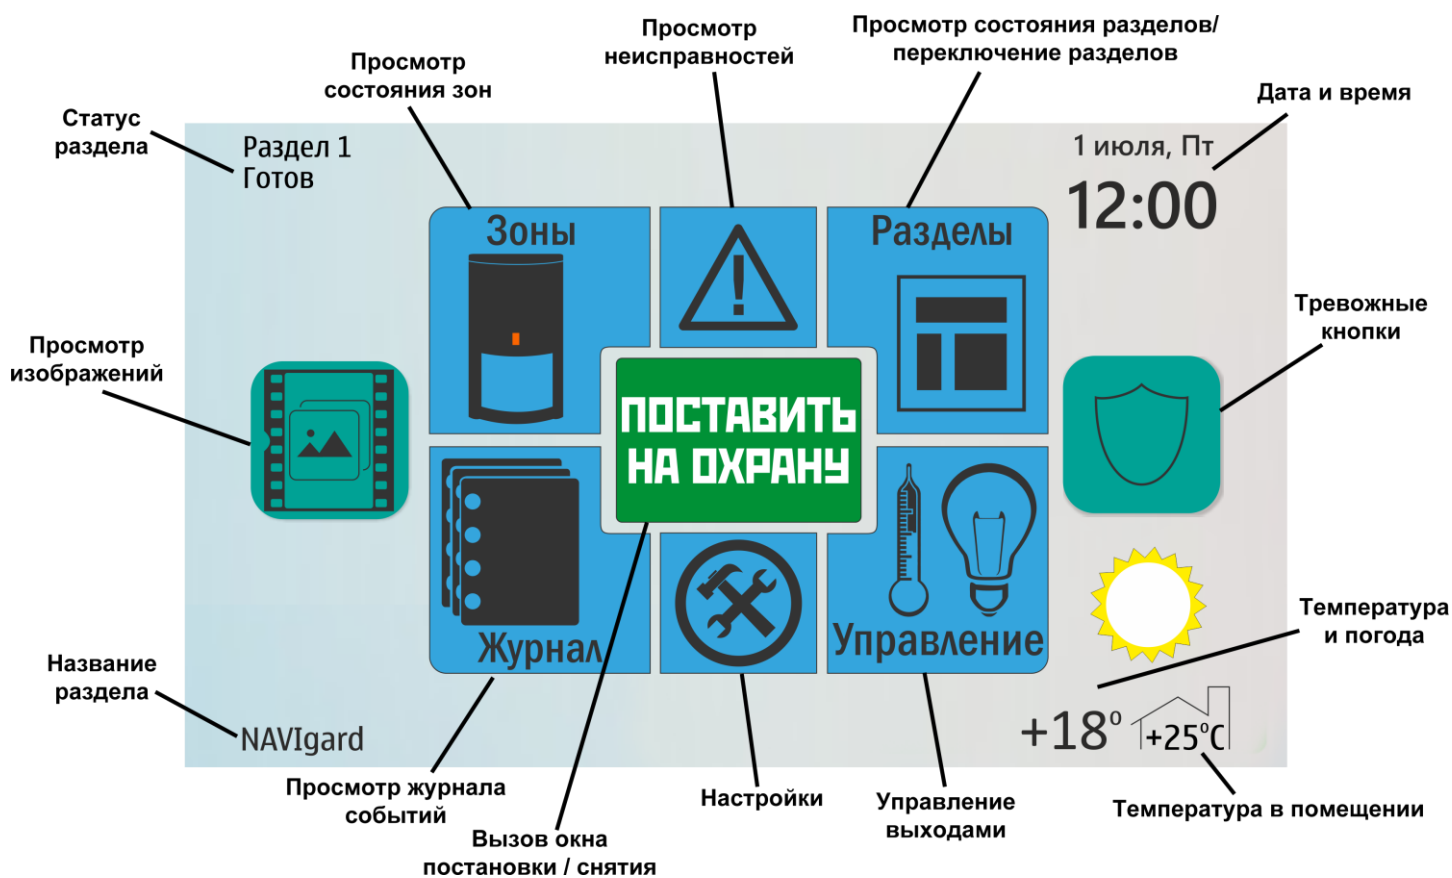 Просмотр состояния разделов/
переключение разделов
Просмотр
неисправностей
Просмотр
состояния зон
Дата и время
Статус
раздела
Раздел 1
Готов
1 июля, Пт
12:00
Зоны
Разделы
Тревожные
кнопки
Просмотр
изображений
ПОСТАВИТЬ
НА ОХРАНУ
Температура
и погода
Журнал
Управление
Название
раздела
NAVIgard
+18°
+25°C
Просмотр журнала
событий
Настройки
Управление
выходами
Температура в помещении
Вызов окна
постановки / снятия